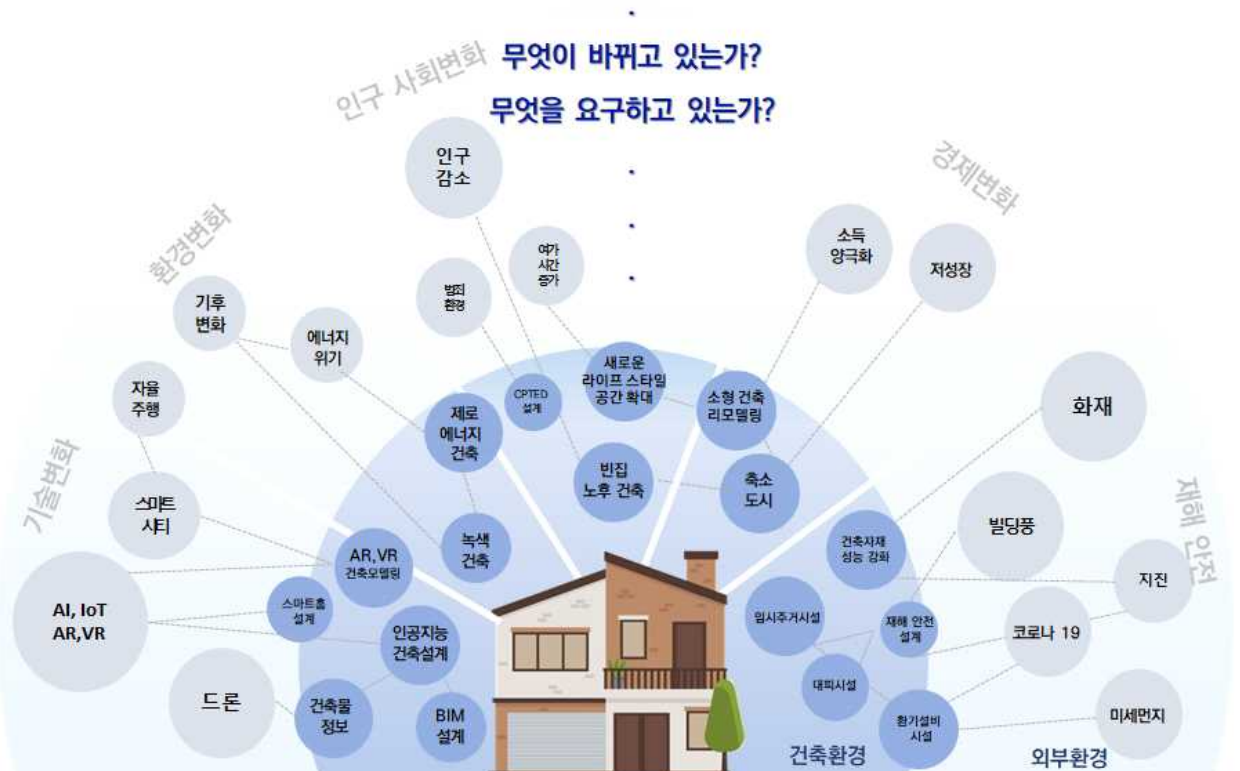 무엇이 바뀌고 있는가?
무엇을 요구하고 있는가?
인구 사회변화
인구
감소
경제변화
환경변화
소득
양극화
저성장
여가
시간
증가
범죄
환경
기후
변화
에너지
위기
자율
주행
새로운
라이프 스타일
공간 확대
CPTED
설계
소형 건축
리모델링
제로
에너지
건축
화재
기술변화
빈집
노후 건축
축소
도시
재해 안전
스마트
시티
빌딩풍
녹색
건축
건축자재
성능 강화
AR,VR
건축모델링
지진
AI, IoT
AR,VR
스마트홈
설계
임시주거시설
재해 안전
설계
코로나 19
인공지능
건축설계
대피시설
드론
건축물
정보
BIM
설계
환기설비
시설
미세먼지
건축환경
외부환경